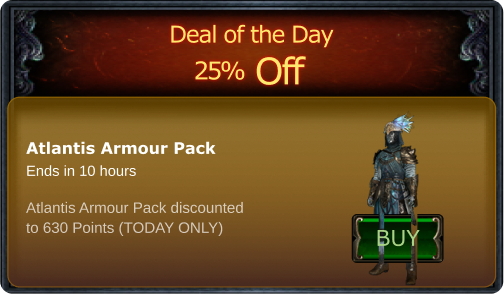 Deal of the Day
25% Off
Atlantis Armour Pack
Ends in 10 hours
Atlantis Armour Pack discounted
to 630 Points (TODAY ONLY)
BUY